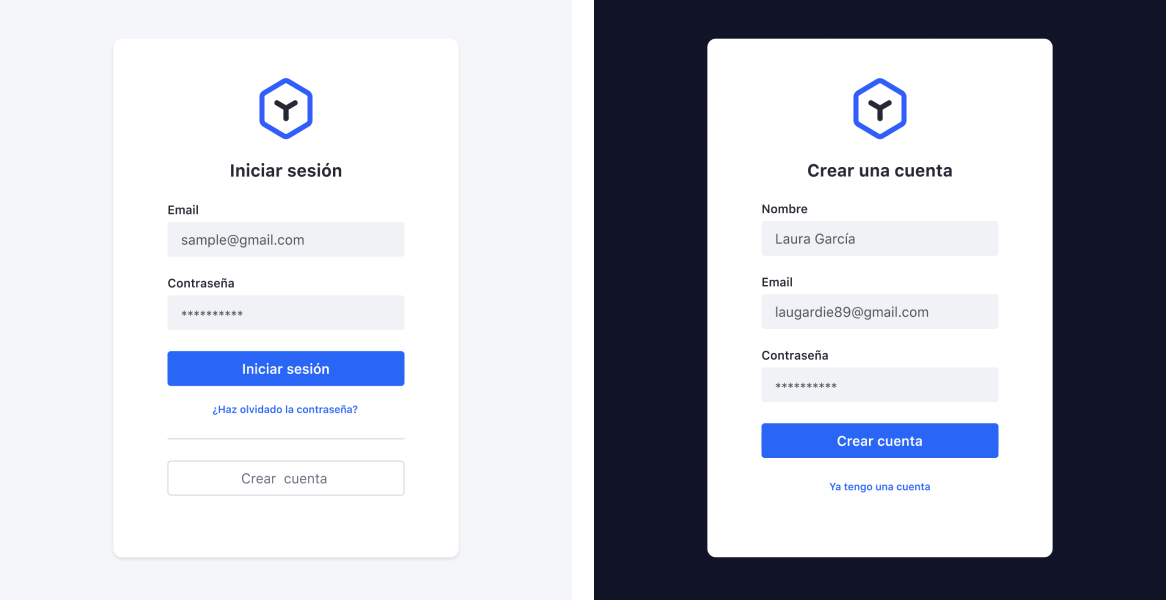 Iniciar sesión
Email
sample@gmail.com
Contraseña
**********
Iniciar sesión
¿Haz olvidado la contraseña?
Crear cuenta
Crear una cuenta
Nombre
Laura García
Email
laugardie89@gmail.com
Contraseña
**********
Crear cuenta
Ya tengo una cuenta